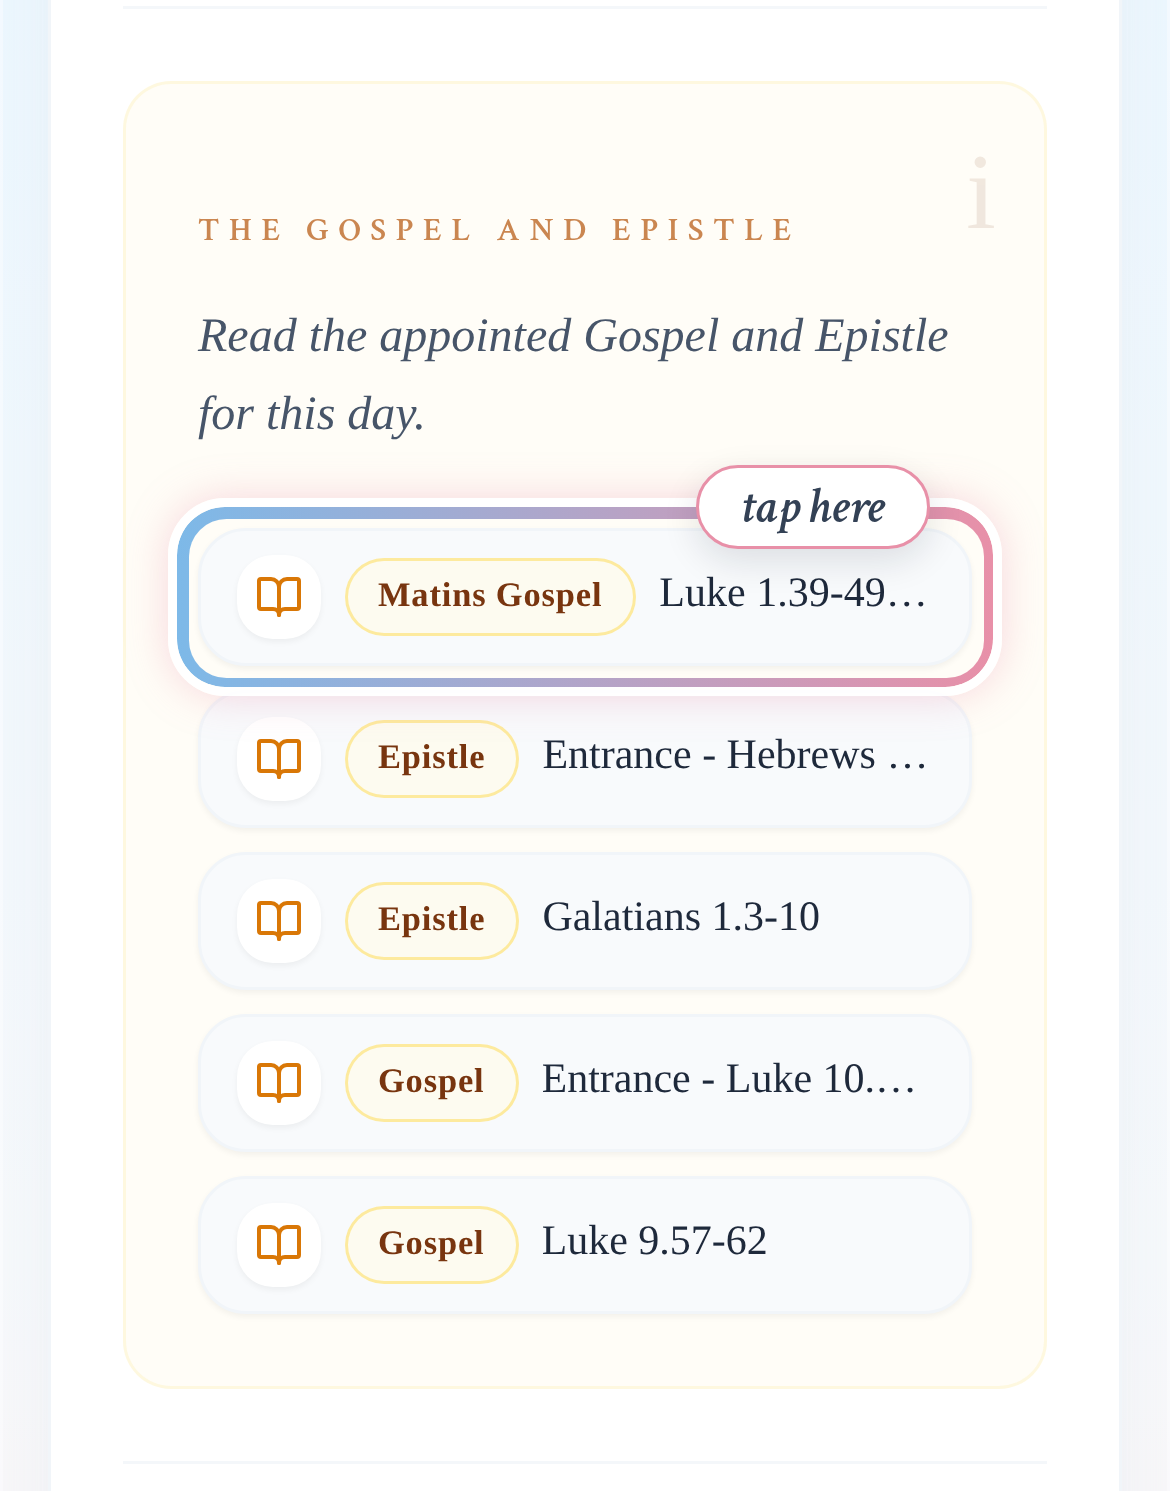 i
THE GOSPEL AND EPISTLE
Read the appointed Gospel and Epistle
for this day.
tap here
Matins Gospel Luke 1.39-49…
Epistle Entrance - Hebrews …
Epistle Galatians 1.3-10
Gospel Entrance - Luke 10.…
Gospel Luke 9.57-62